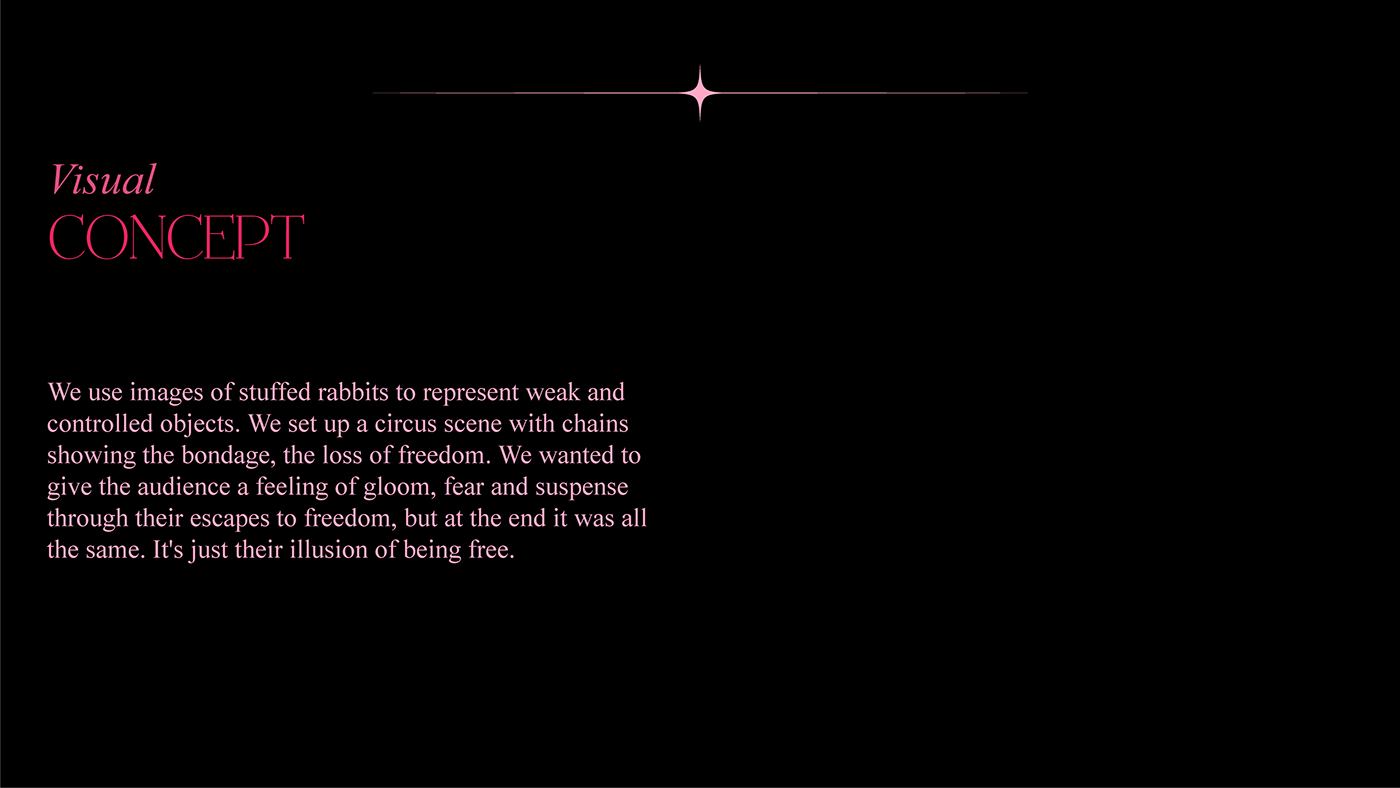 Visual
CONCEPT
We use images of stuffed rabbits to represent weak and
controlled objects. We set up a circus scene with chains
showing the bondage, the loss of freedom. We wanted to
give the audience a feeling of gloom, fear and suspense
through their escapes to freedom, but at the end it was all
the same. It's just their illusion of being free.